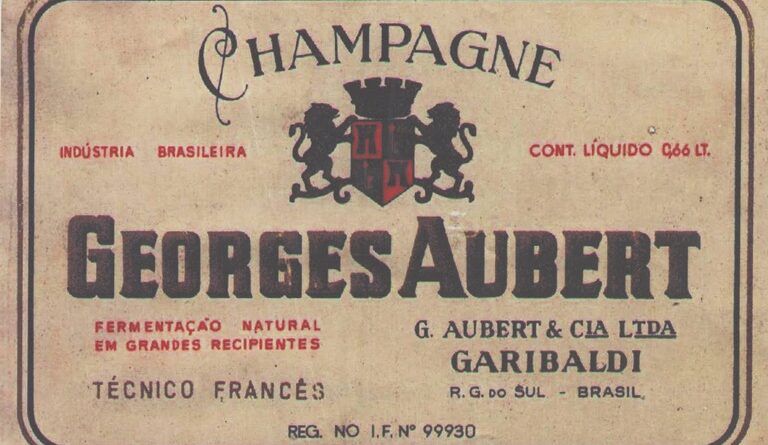 CHAMPAGNE
INDÚSTRIA BRASILEIRA
CONT. LÍQUIDO 0,66 LT.
GEORGES AUBERT
FERMENTAÇÃO NATURAL
EM GRANDES RECIPIENTES
TÉCNICO FRANCÊS
G. AUBERT & CIA LTDA
GARIBALDI
R. G. DO SUL - BRASIL
REG. NO I.F. Nº 99930